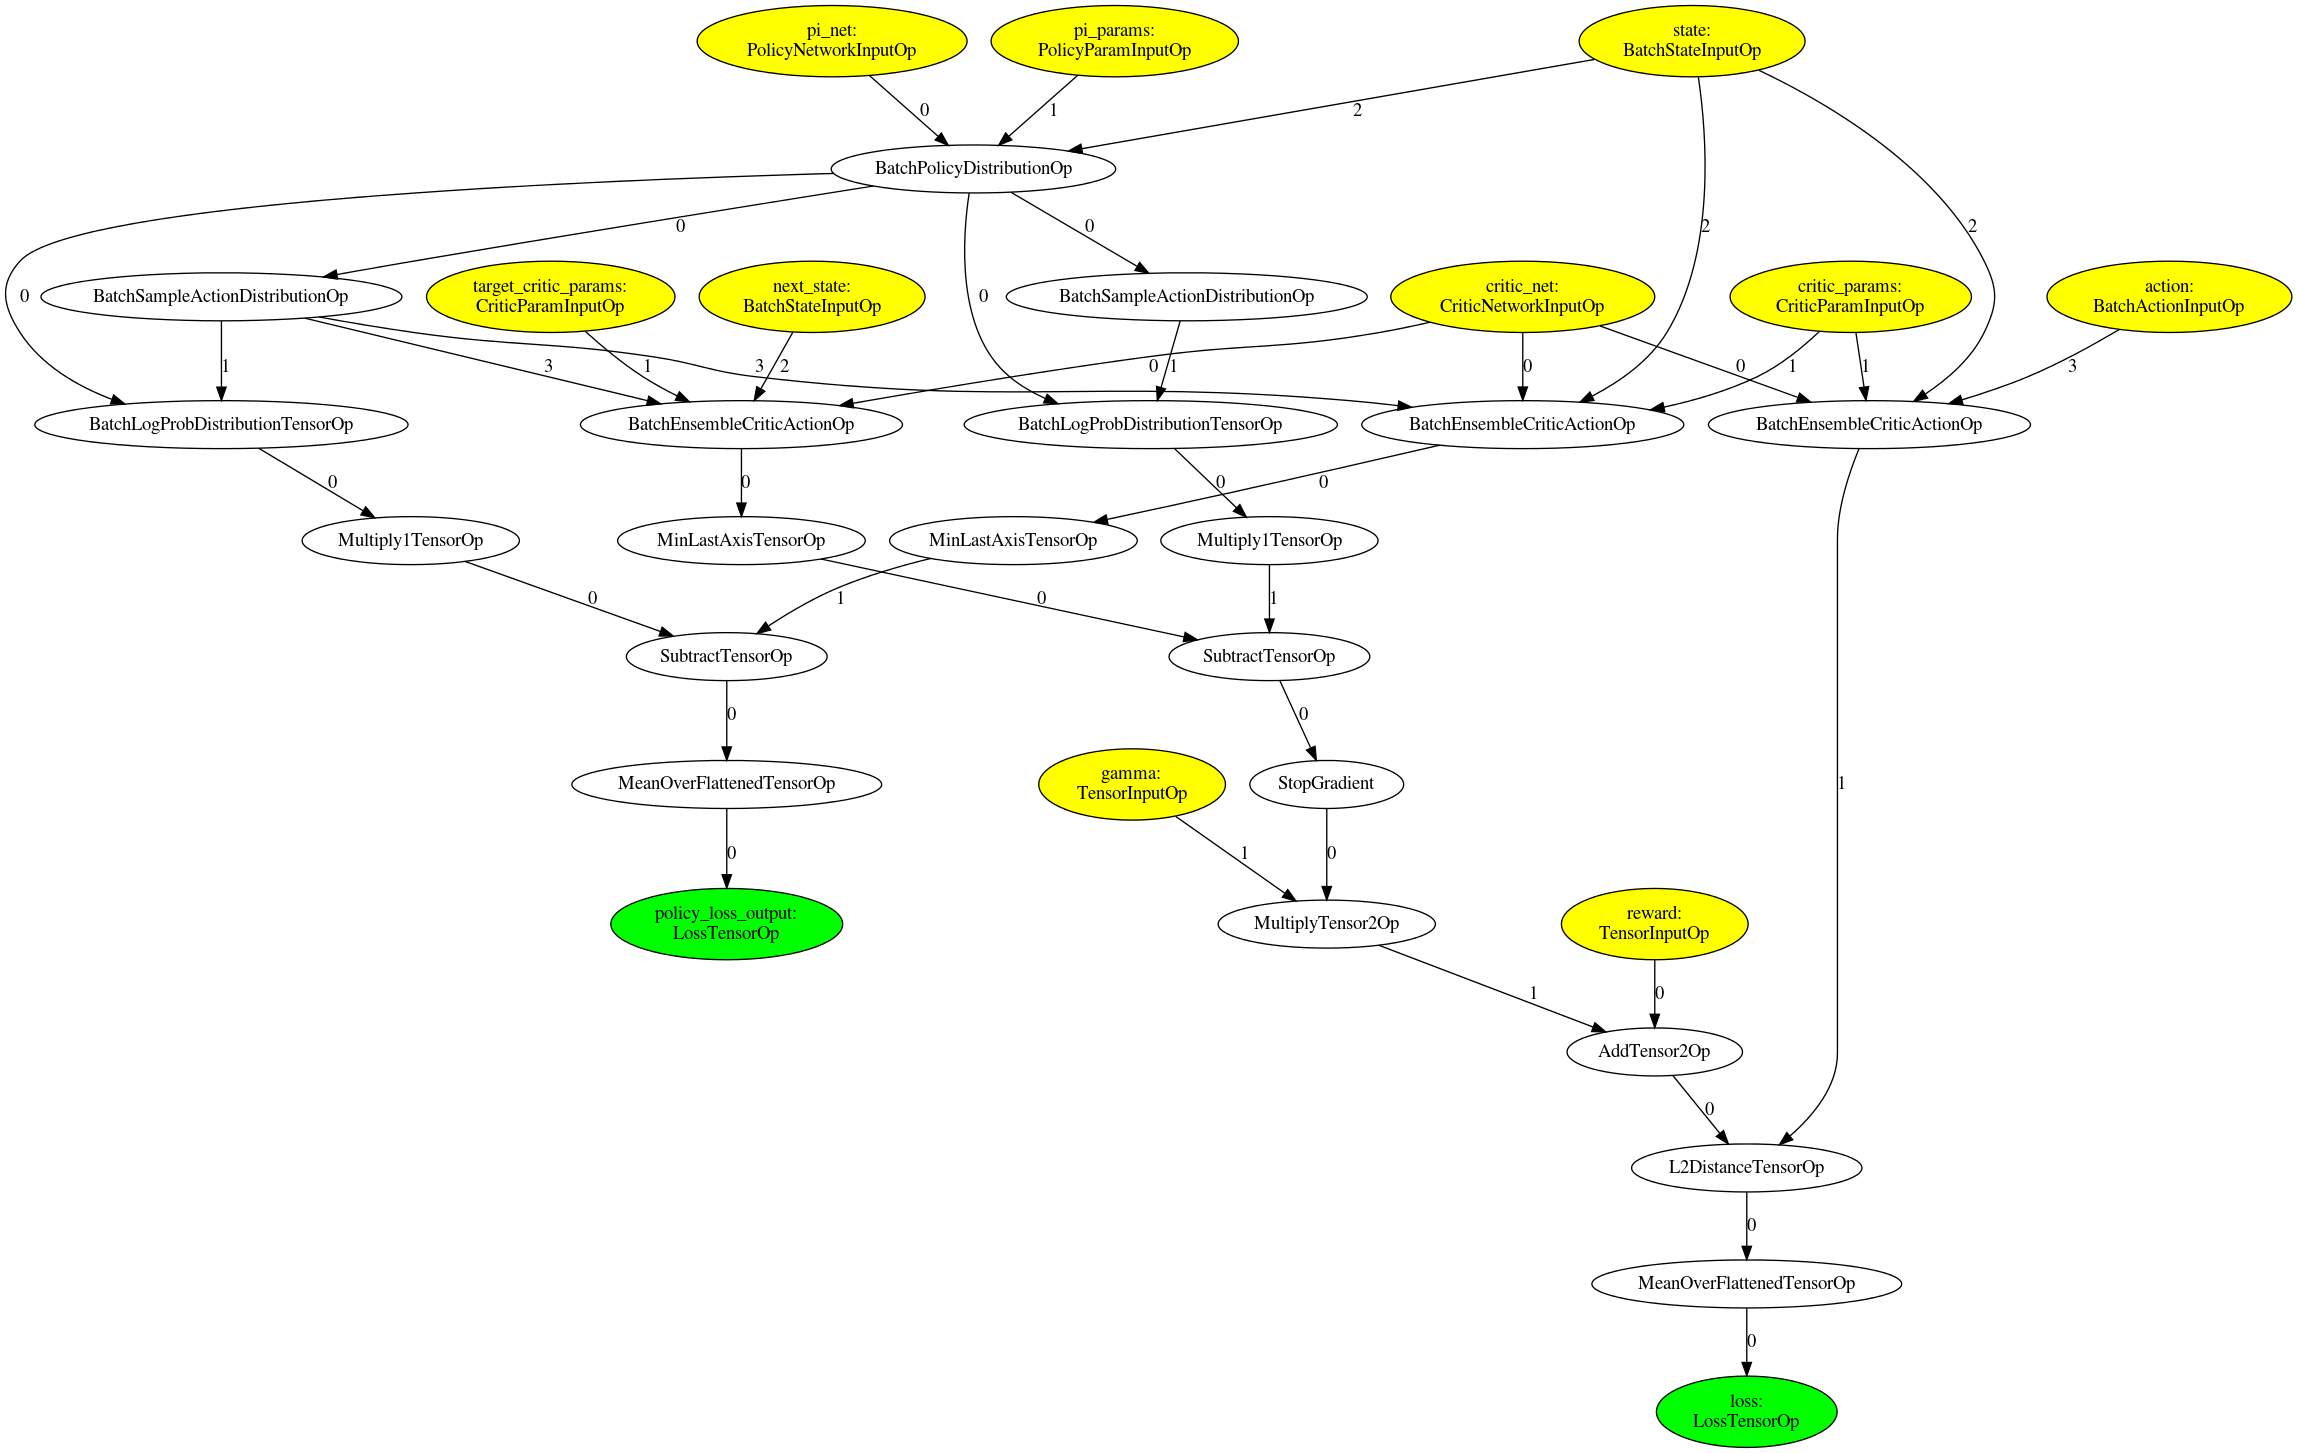 pi_net:
PolicyNetworkInputOp
pi_params:
PolicyParamInputOp
state:
BatchStateInputOp
0
1
2
BatchPolicyDistributionOp
0
0
2
2
BatchSampleActionDistributionOp
target_critic_params:
CriticParamInputOp
next_state:
BatchStateInputOp
0
0
BatchSampleActionDistributionOp
critic_net:
CriticNetworkInputOp
critic_params:
CriticParamInputOp
action:
BatchActionInputOp
1
3
1
3
2
0
1
0
0
1
1
3
BatchLogProbDistributionTensorOp
BatchEnsembleCriticActionOp
BatchLogProbDistributionTensorOp
BatchEnsembleCriticActionOp
BatchEnsembleCriticActionOp
0
0
0
0
Multiply1TensorOp
MinLastAxisTensorOp
MinLastAxisTensorOp
Multiply1TensorOp
0
1
0
1
SubtractTensorOp
SubtractTensorOp
0
0
MeanOverFlattenedTensorOp
gamma:
TensorInputOp
StopGradient
1
0
1
0
policy_loss_output:
LossTensorOp
MultiplyTensor2Op
reward:
TensorInputOp
1
0
AddTensor2Op
0
L2DistanceTensorOp
0
MeanOverFlattenedTensorOp
0
loss:
LossTensorOp